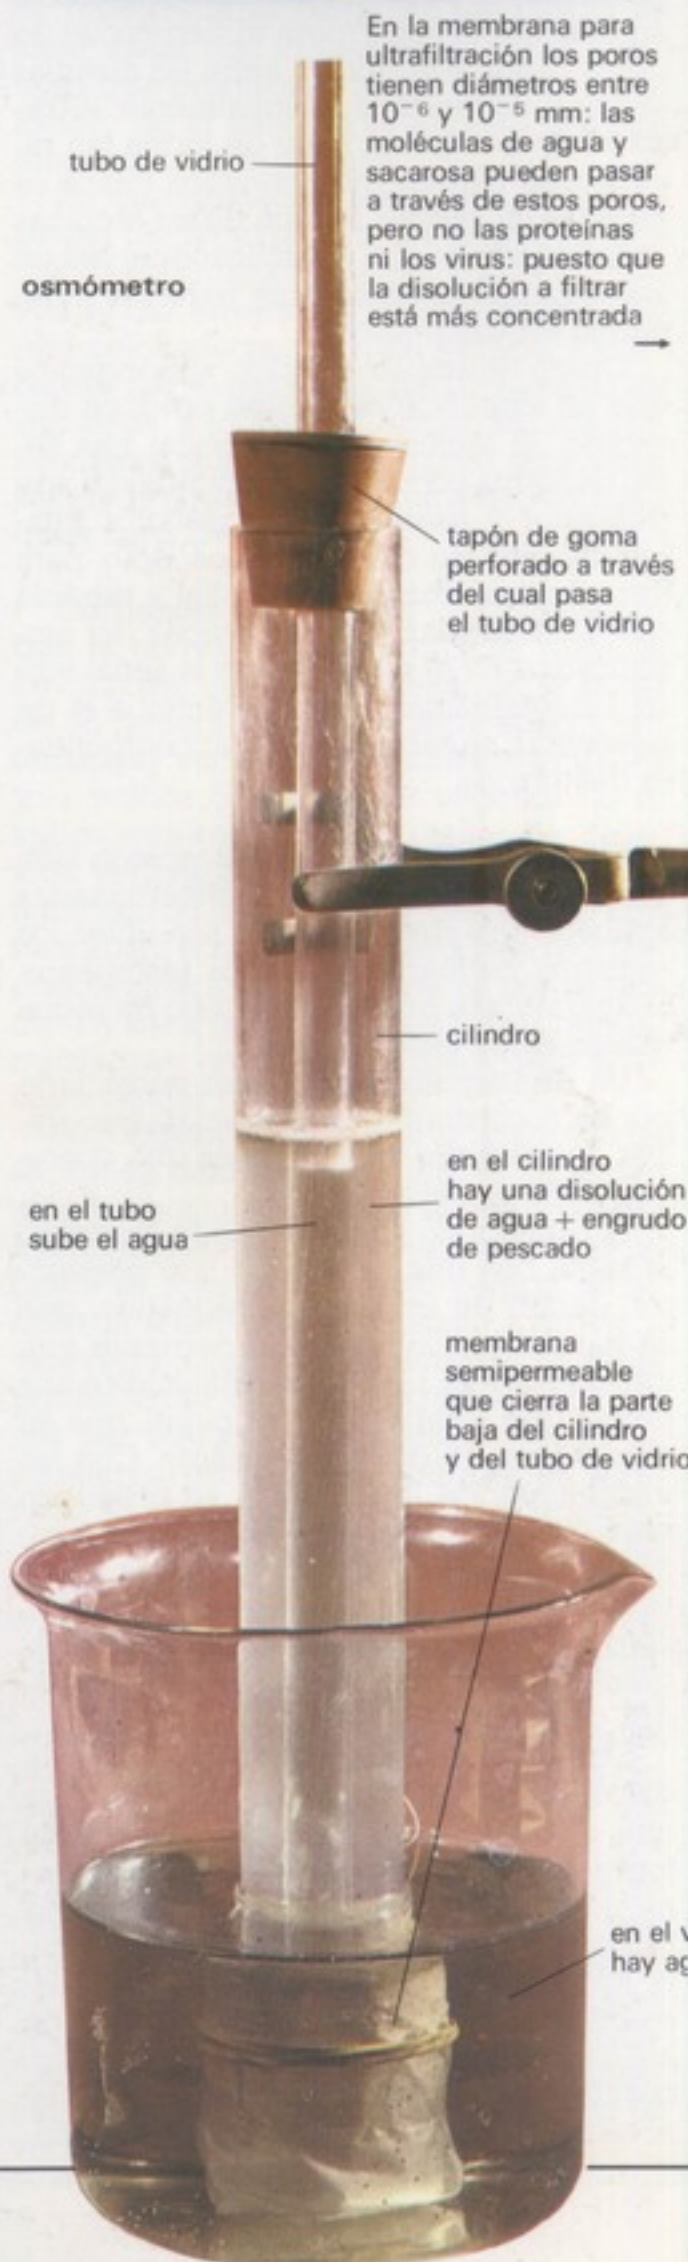 En la membrana para
ultrafiltración los poros
tienen diámetros entre
10⁻⁶ y 10⁻⁵ mm: las
moléculas de agua y
sacarosa pueden pasar
a través de estos poros,
pero no las proteínas
ni los virus: puesto que
la disolución a filtrar
está más concentrada
→
tubo de vidrio
osmómetro
tapón de goma
perforado a través
del cual pasa
el tubo de vidrio
cilindro
en el cilindro
hay una disolución
de agua + engrudo
de pescado
en el tubo
sube el agua
membrana
semipermeable
que cierra la parte
baja del cilindro
y del tubo de vidrio
en el v
hay ag